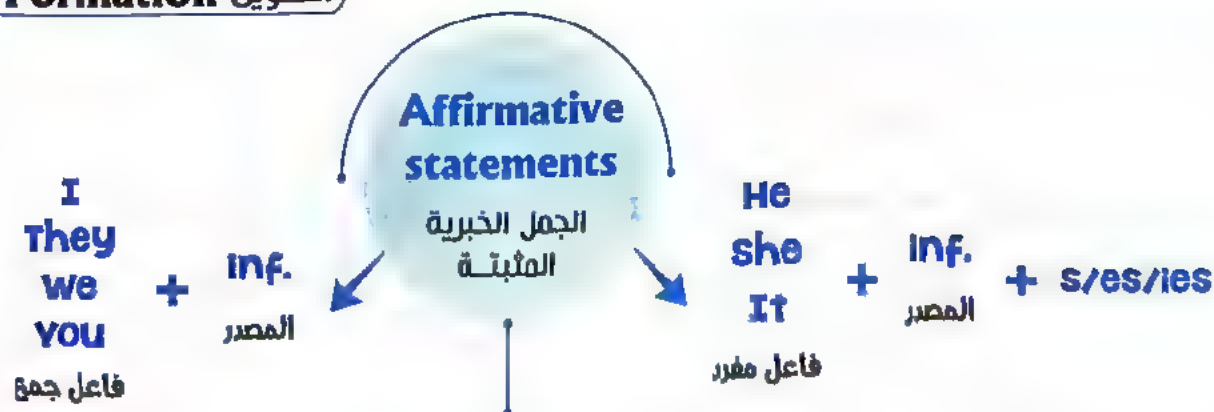 Formation التكوين
Affirmative
statements
الجمل الخبرية
المثبتــة
I
They
we
you
فاعل جمع
+
Inf.
المصدر
He
she
It
فاعل مفرد
+
Inf.
المصدر
+ s/es/ies